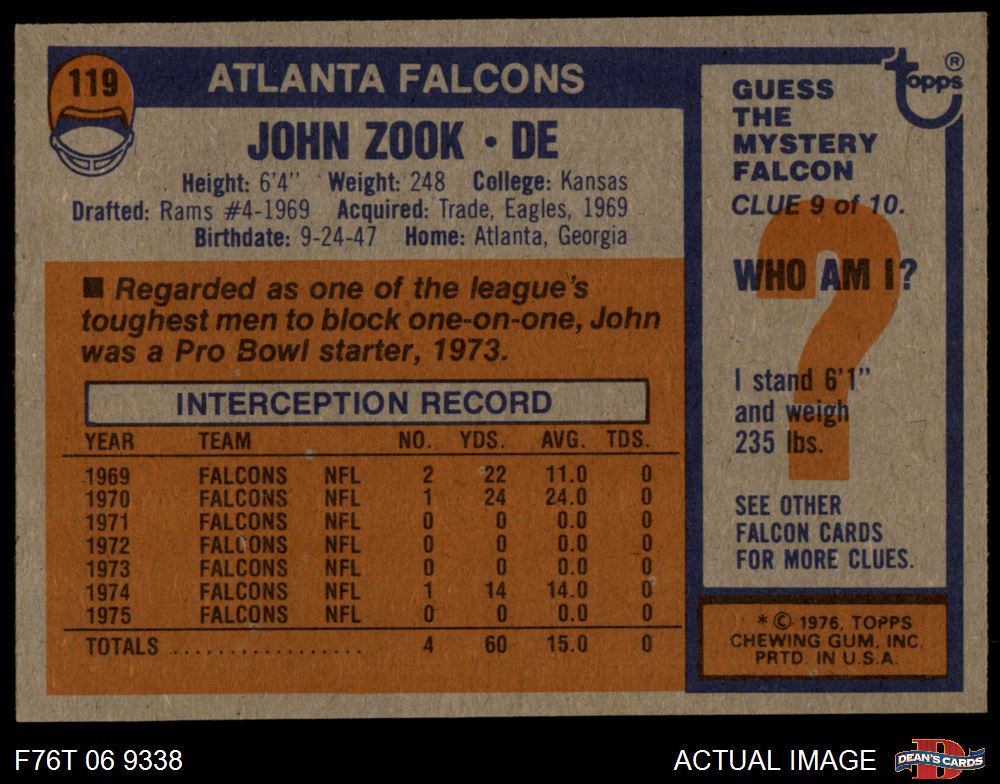 119
ATLANTA FALCONS
JOHN ZOOK • DE
Height: 6'4" Weight: 248 College: Kansas
Drafted: Rams #4-1969 Acquired: Trade, Eagles, 1969
Birthdate: 9-24-47 Home: Atlanta, Georgia
■ Regarded as one of the league's
toughest men to block one-on-one, John
was a Pro Bowl starter, 1973.
INTERCEPTION RECORD
YEAR TEAM NO. YDS. AVG. TDS.
1969 FALCONS NFL 2 22 11.0 0
1970 FALCONS NFL 1 24 24.0 0
1971 FALCONS NFL 0 0 0.0 0
1972 FALCONS NFL 0 0 0.0 0
1973 FALCONS NFL 0 0 0.0 0
1974 FALCONS NFL 1 14 14.0 0
1975 FALCONS NFL 0 0 0.0 0
TOTALS .................. 4 60 15.0 0
topps ®
GUESS
THE
MYSTERY
FALCON
CLUE 9 of 10.
?
WHO AM I?
I stand 6'1"
and weigh
235 lbs.
SEE OTHER
FALCON CARDS
FOR MORE CLUES.
* © 1976, TOPPS
CHEWING GUM, INC.
PRTD. IN U.S.A.
F76T 06 9338
ACTUAL IMAGE
D
DEAN'S CARDS